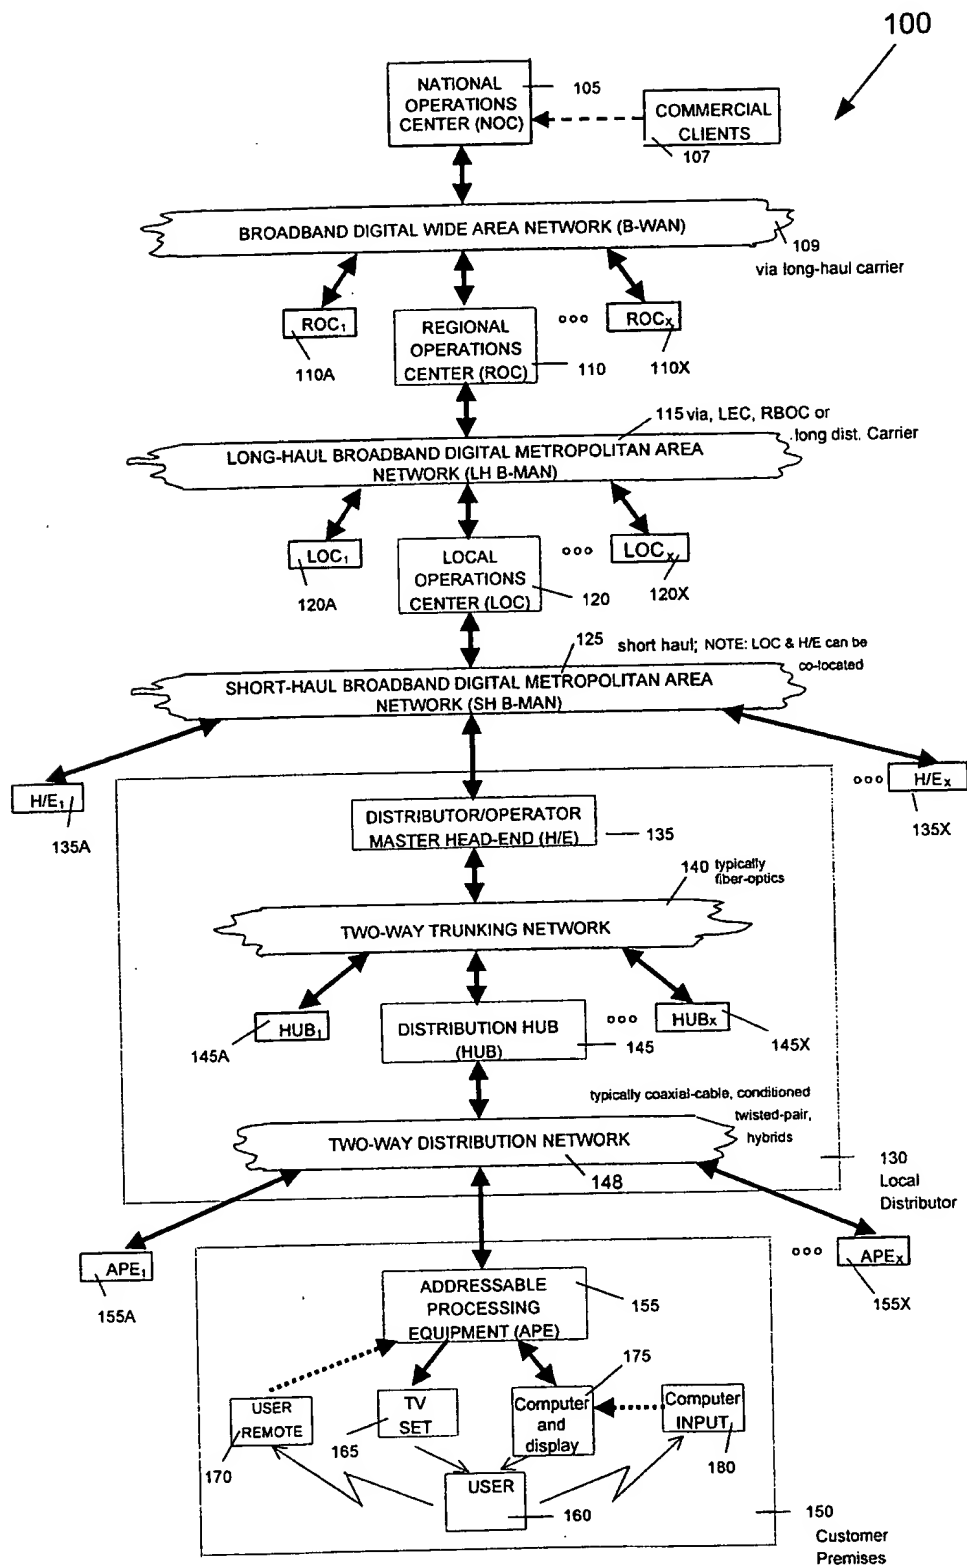 100
NATIONAL
OPERATIONS
CENTER (NOC)
105
COMMERCIAL
CLIENTS
107
BROADBAND DIGITAL WIDE AREA NETWORK (B-WAN)
109
via long-haul carrier
ROC1
110A
REGIONAL
OPERATIONS
CENTER (ROC)
110
ooo
ROCX
110X
115 via, LEC, RBOC or
long dist. Carrier
LONG-HAUL BROADBAND DIGITAL METROPOLITAN AREA
NETWORK (LH B-MAN)
LOC1
120A
LOCAL
OPERATIONS
CENTER (LOC)
120
ooo
LOCX
120X
125 short haul; NOTE: LOC & H/E can be
co-located
SHORT-HAUL BROADBAND DIGITAL METROPOLITAN AREA
NETWORK (SH B-MAN)
H/E1
135A
DISTRIBUTOR/OPERATOR
MASTER HEAD-END (H/E)
135
ooo
H/EX
135X
140 typically
fiber-optics
TWO-WAY TRUNKING NETWORK
HUB1
145A
DISTRIBUTION HUB
(HUB)
145
ooo
HUBX
145X
typically coaxial-cable, conditioned
twisted-pair,
hybrids
TWO-WAY DISTRIBUTION NETWORK
148
130
Local
Distributor
APE1
155A
ADDRESSABLE
PROCESSING
EQUIPMENT (APE)
155
ooo
APEX
155X
USER
REMOTE
170
TV
SET
165
175
Computer
and
display
Computer
INPUT
180
USER
160
150
Customer
Premises